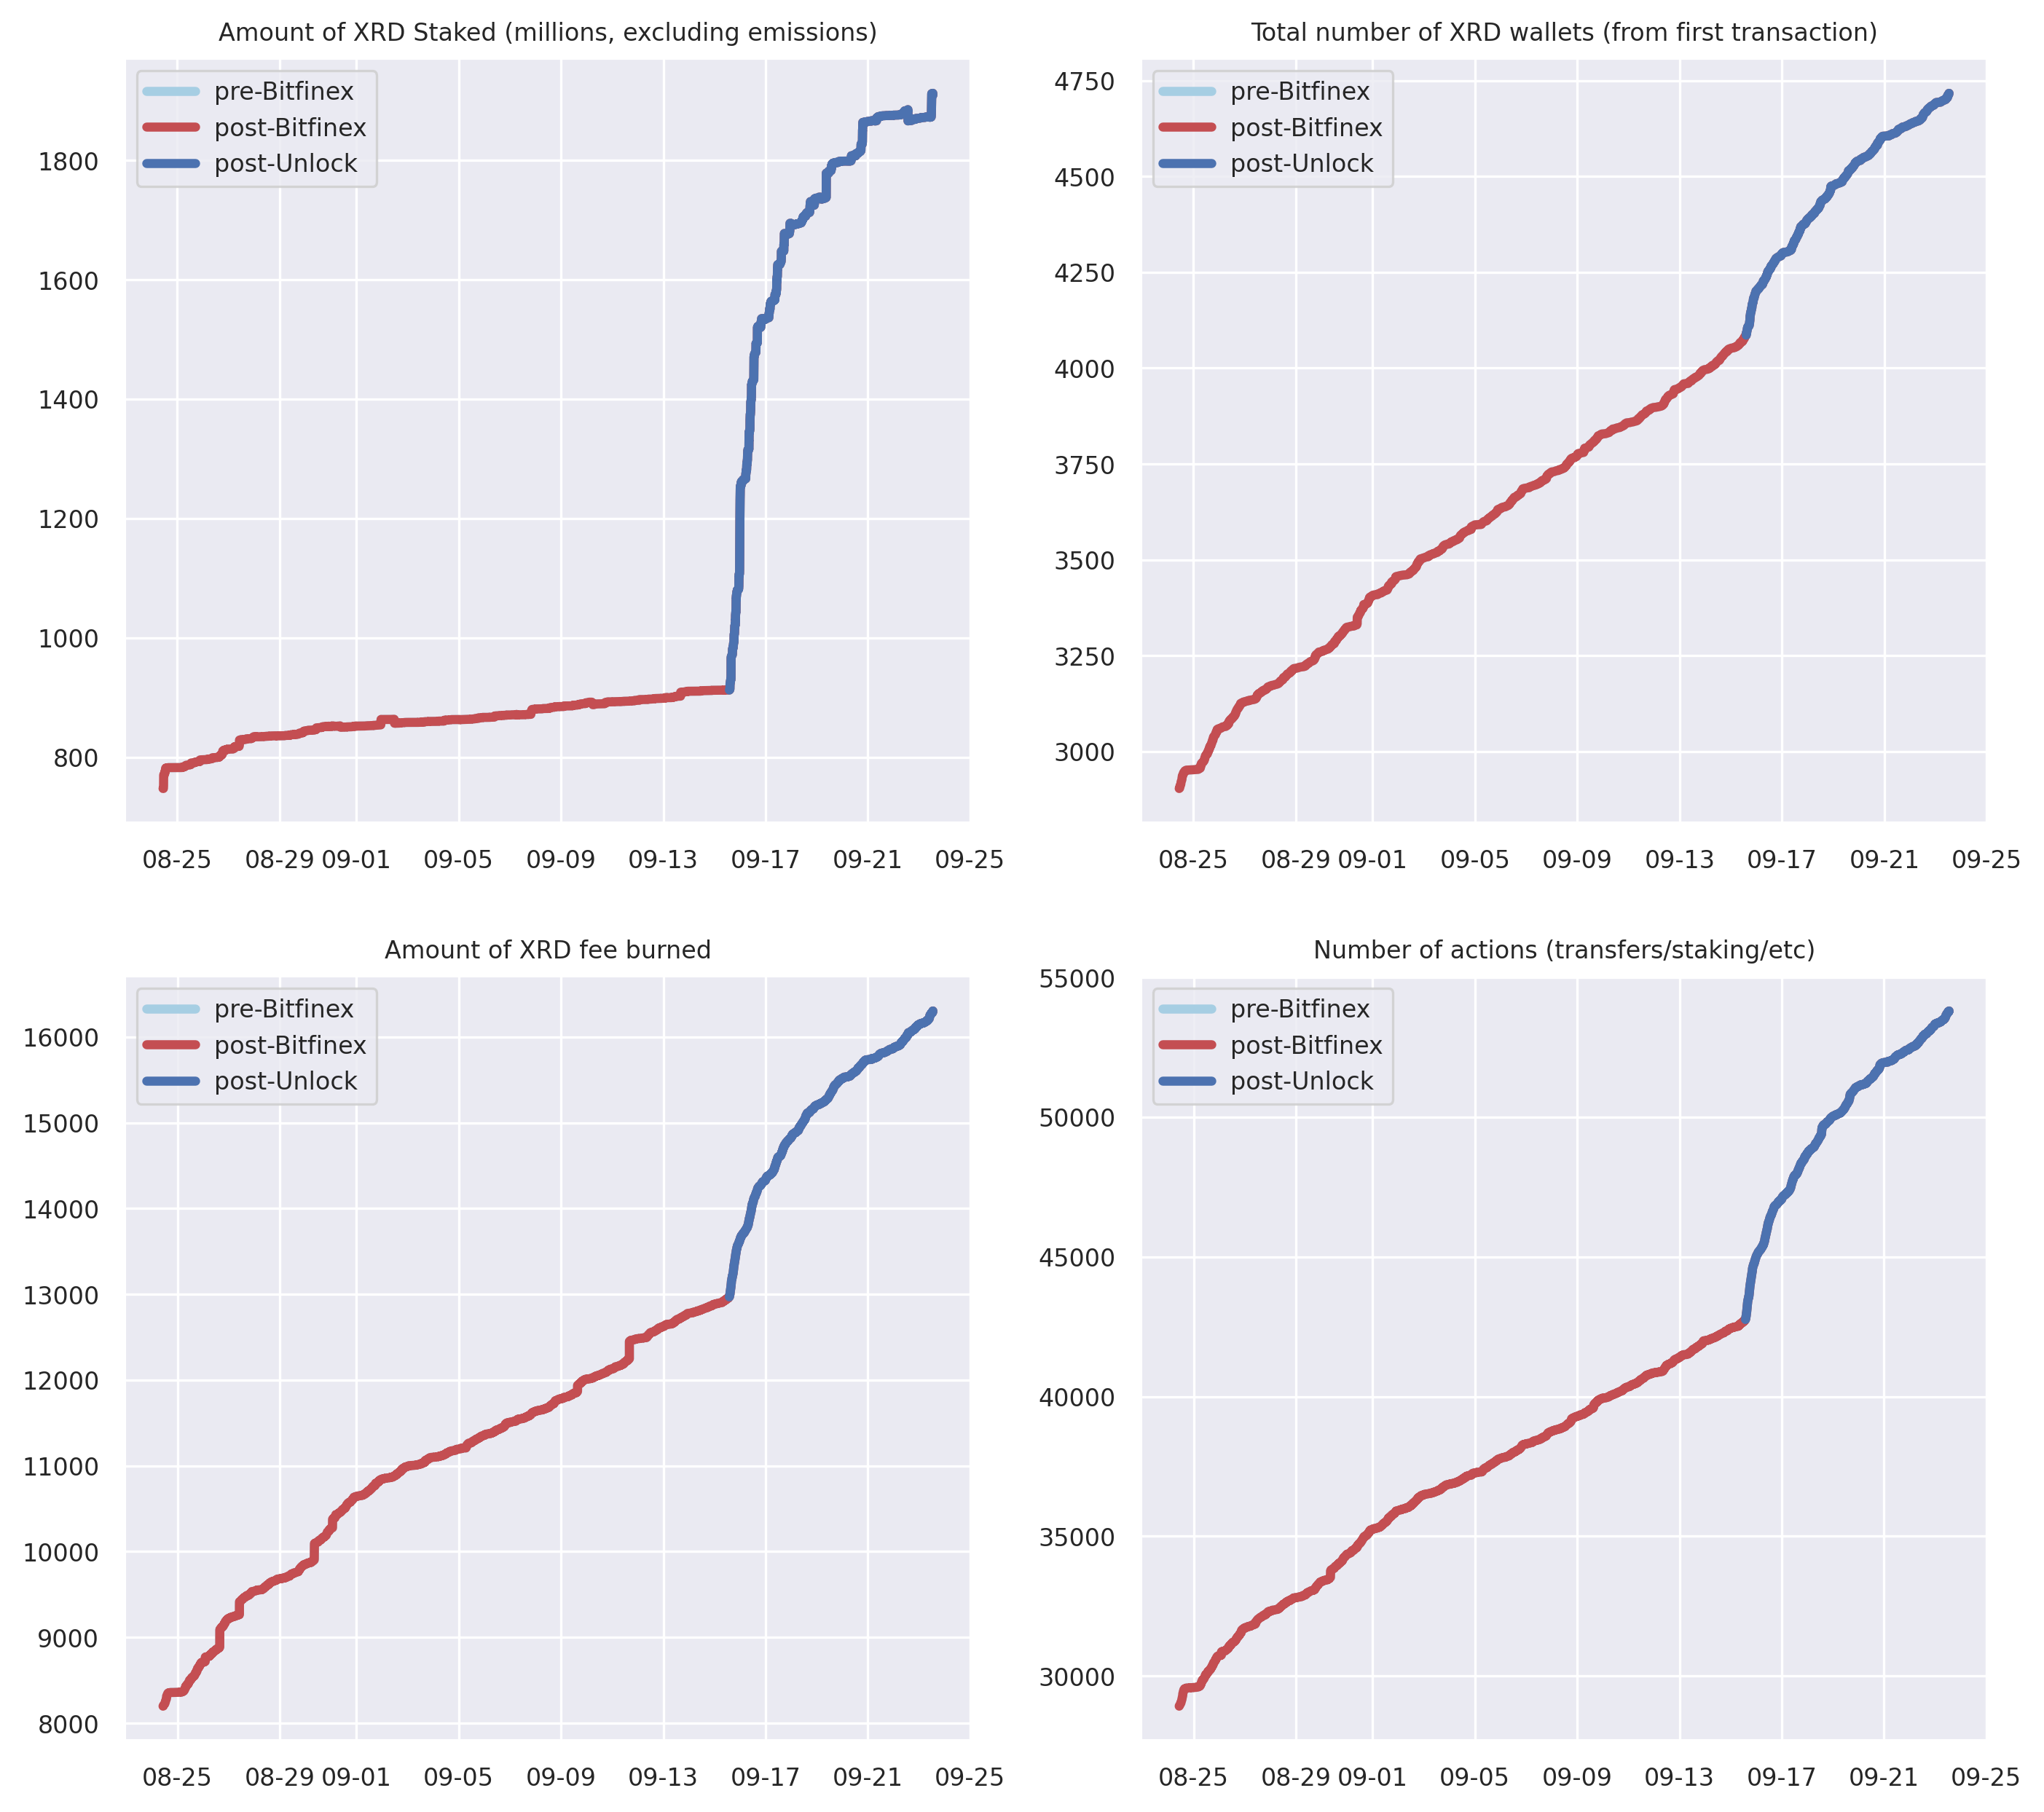 Amount of XRD Staked (millions, excluding emissions)
pre-Bitfinex
post-Bitfinex
post-Unlock
1800
1600
1400
1200
1000
800
08-25 08-29 09-01 09-05 09-09 09-13 09-17 09-21 09-25
Total number of XRD wallets (from first transaction)
pre-Bitfinex
post-Bitfinex
post-Unlock
4750
4500
4250
4000
3750
3500
3250
3000
08-25 08-29 09-01 09-05 09-09 09-13 09-17 09-21 09-25
Amount of XRD fee burned
pre-Bitfinex
post-Bitfinex
post-Unlock
16000
15000
14000
13000
12000
11000
10000
9000
8000
08-25 08-29 09-01 09-05 09-09 09-13 09-17 09-21 09-25
Number of actions (transfers/staking/etc)
pre-Bitfinex
post-Bitfinex
post-Unlock
55000
50000
45000
40000
35000
30000
08-25 08-29 09-01 09-05 09-09 09-13 09-17 09-21 09-25